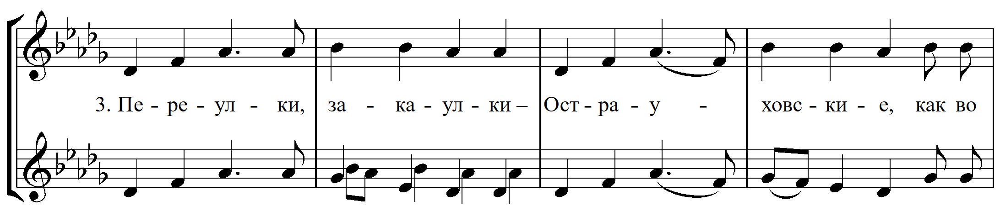 3. Пе - ре - ул - ки, за - ка - ул - ки – Ост - ра - у - ховс - ки - е, как во